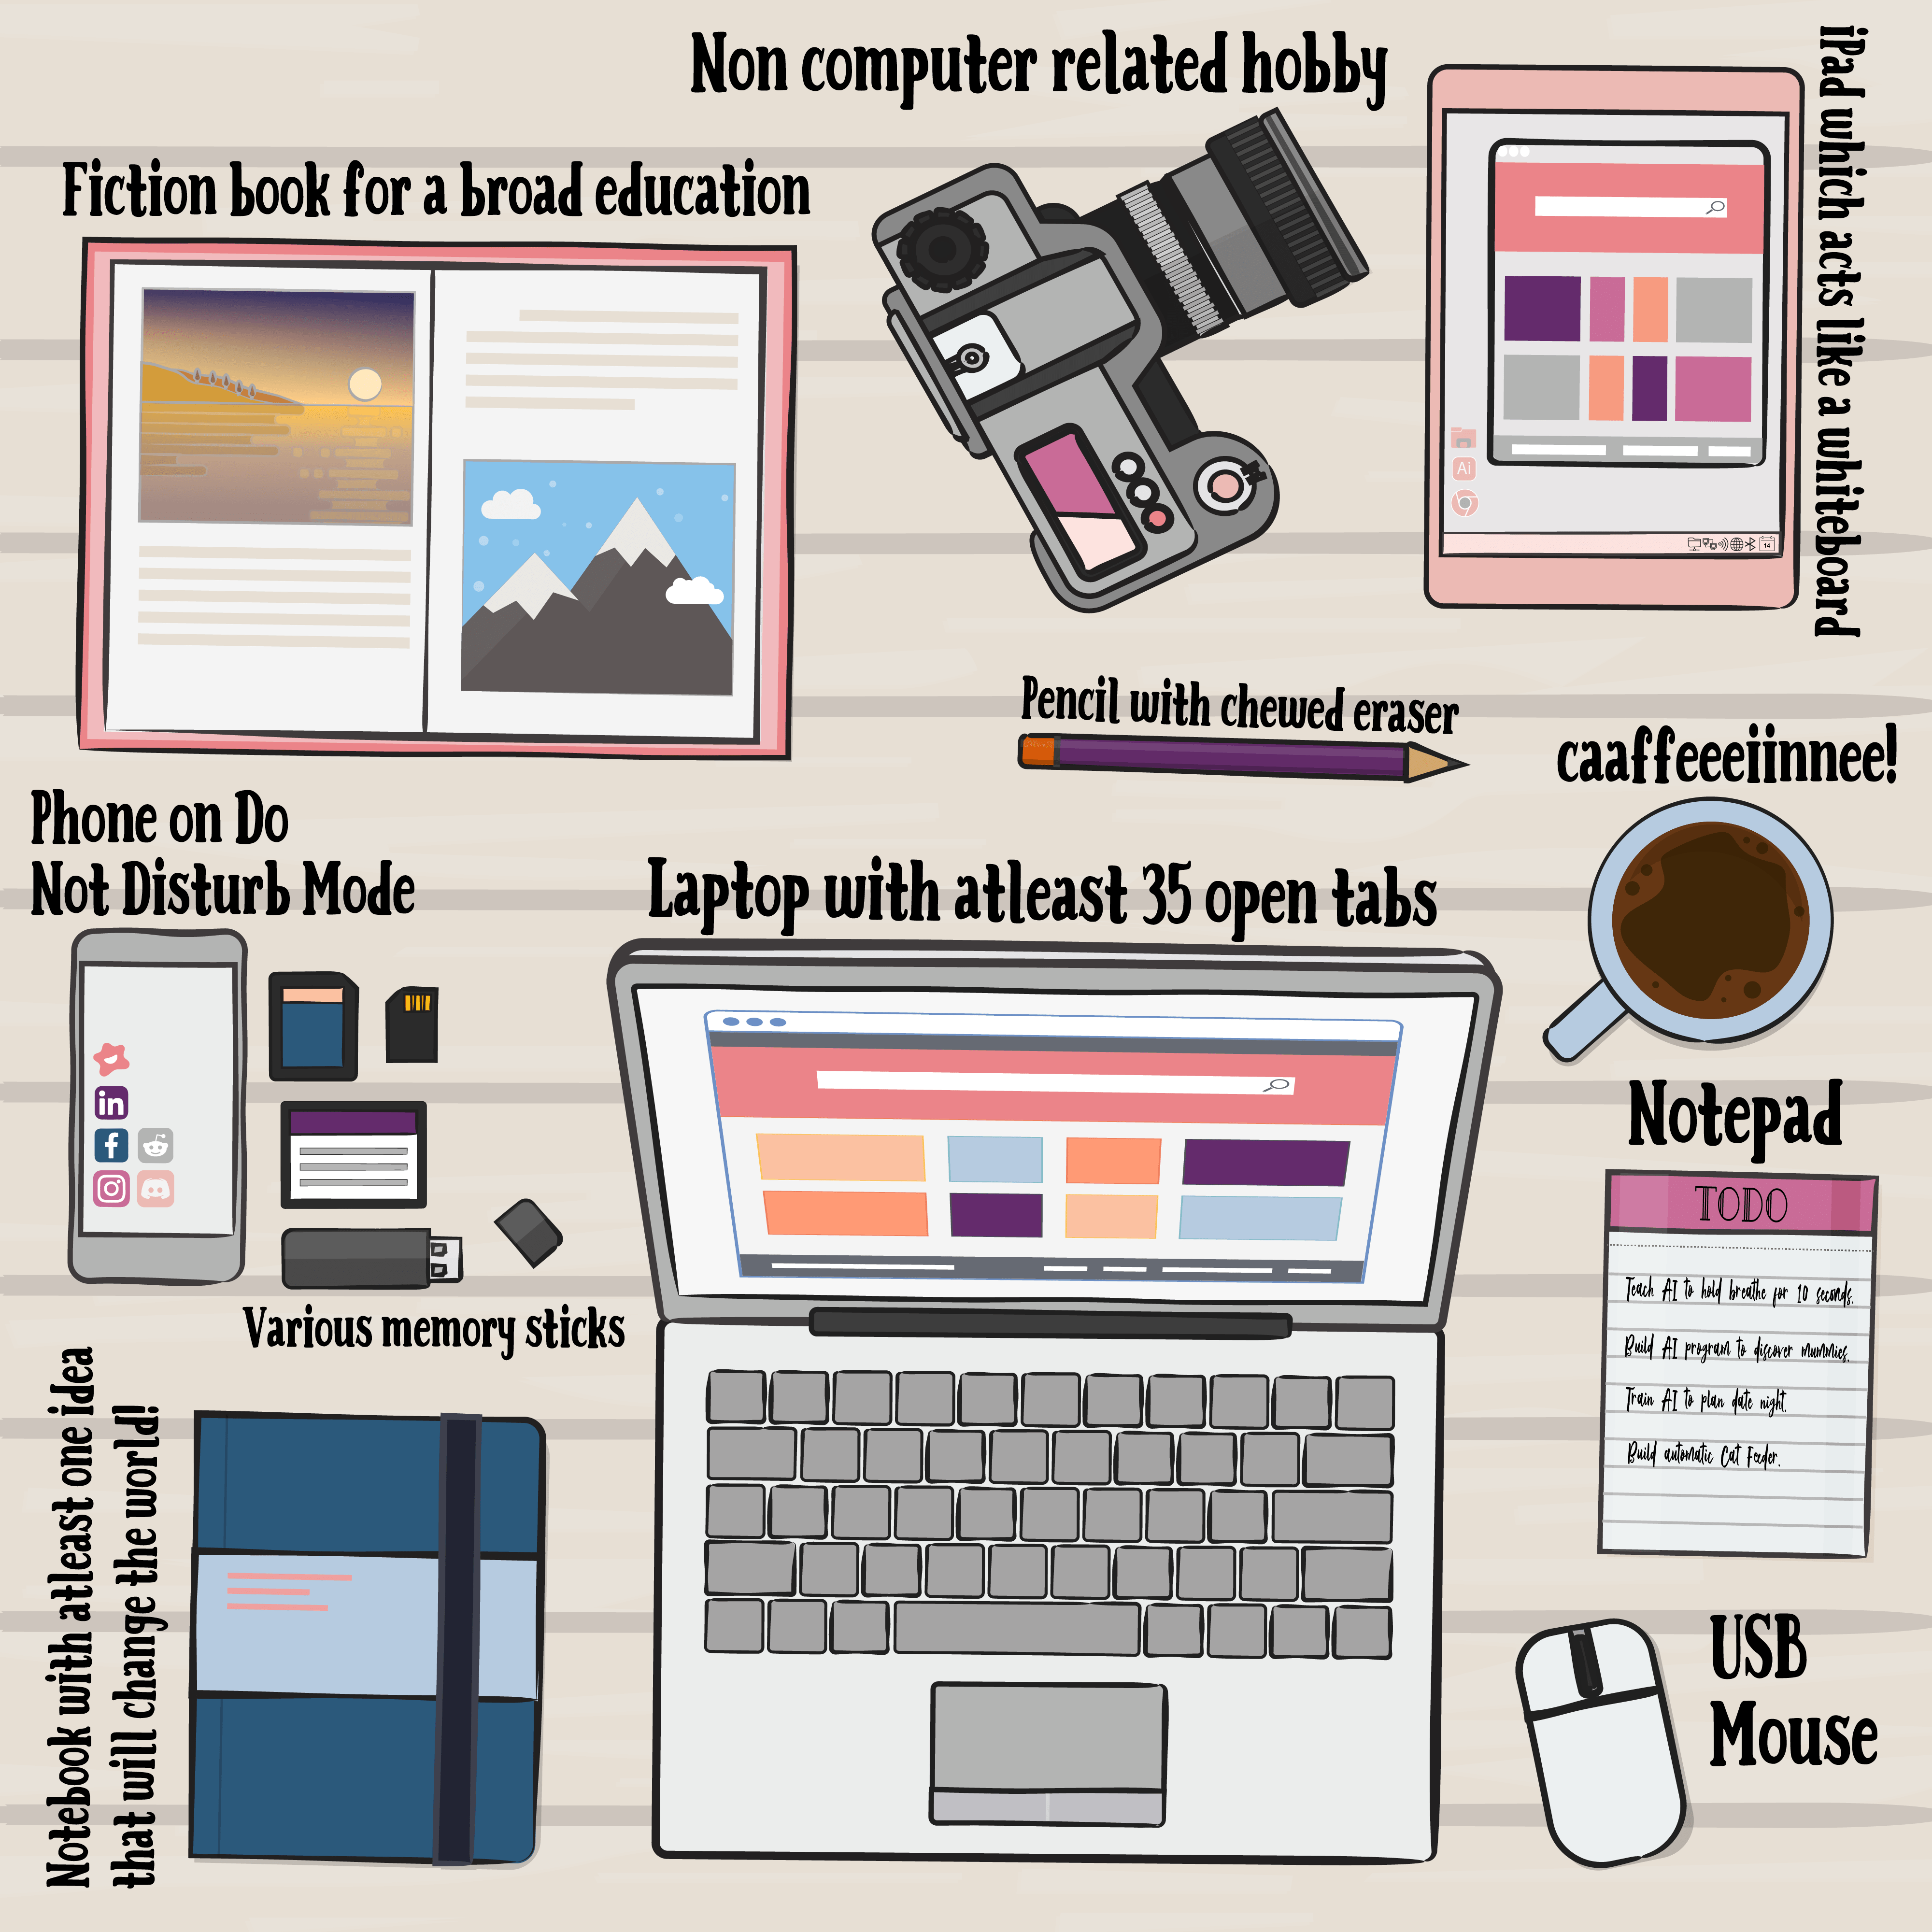 Non computer related hobby
iPad which acts like a whiteboard
Fiction book for a broad education
Ai
14
Pencil with chewed eraser
caaffeeeiinnee!
Phone on Do
Not Disturb Mode
Laptop with atleast 35 open tabs
in
f
Notepad
TODO
Teach AI to hold breathe for 10 seconds.
Build AI program to discover mummies.
Train AI to plan date night.
Build automatic Cat Feeder.
Various memory sticks
Notebook with atleast one idea
that will change the world!
USB
Mouse